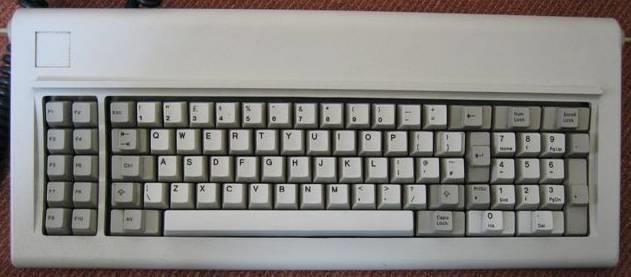 F1 F2 Esc ! 1 " 2 £ 3 $ 4 % 5 ^ 6 & 7 * 8 ( 9 ) 0 _ - + = ← Num Lock Scroll Lock
F3 F4 Q W E R T Y U I O P { [ } ] 7 Home 8 ↑ 9 PgUp -
F5 F6 Ctrl A S D F G H J K L : ; @ ' ~ # 4 ← 5 6 →
F7 F8 | \ Z X C V B N M < , > . ? / PrtSc * 1 End 2 ↓ 3 PgDn +
F9 F10 Alt Caps Lock 0 Ins . Del